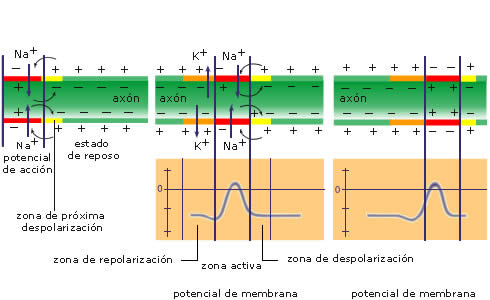 Na+
K+
Na+
axón
axón
axón
Na+
K+
Na+
potencial de acción
estado de reposo
0
0
zona de próxima despolarización
zona de repolarización
zona activa
zona de despolarización
potencial de membrana
potencial de membrana